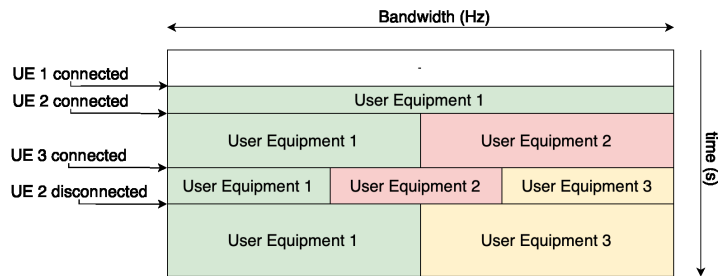 Bandwidth (Hz)
-
UE 1 connected
UE 2 connected
User Equipment 1
User Equipment 1
User Equipment 2
UE 3 connected
User Equipment 1
User Equipment 2
User Equipment 3
UE 2 disconnected
User Equipment 1
User Equipment 3
time (s)